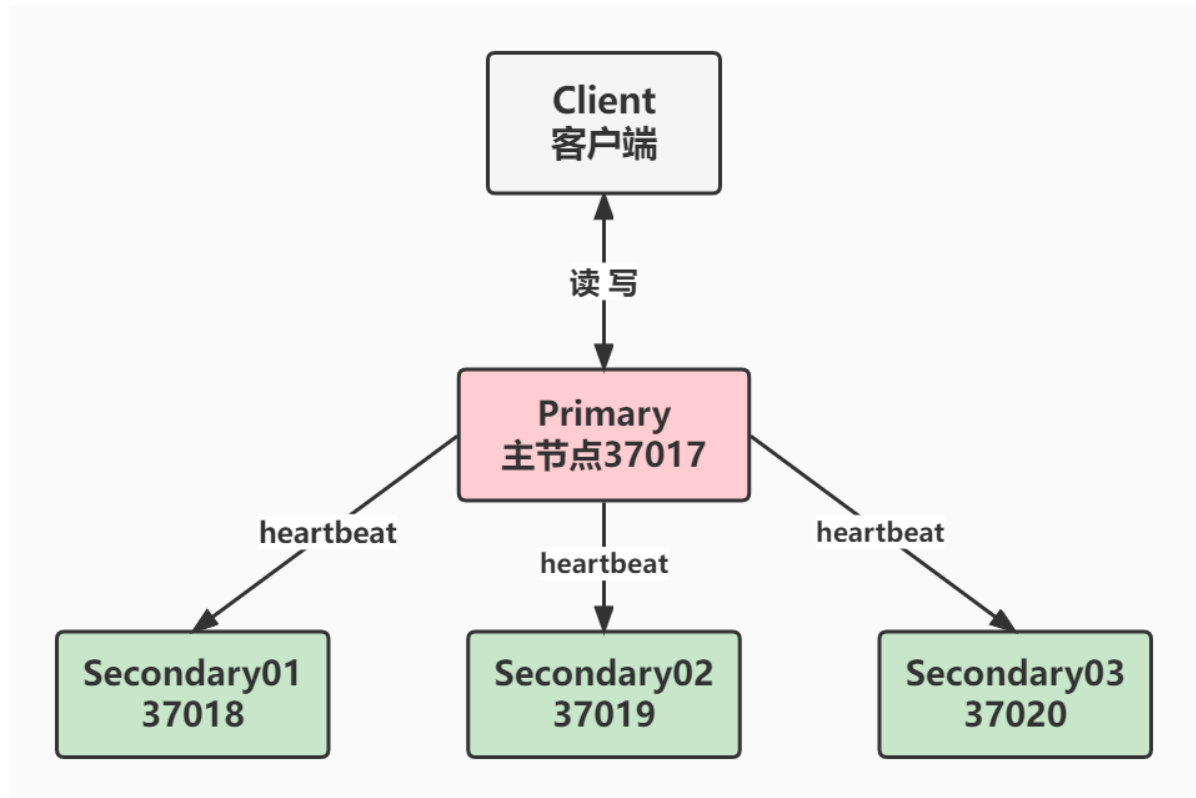 Client
客户端
读 写
Primary
主节点37017
heartbeat
heartbeat
heartbeat
Secondary01
37018
Secondary02
37019
Secondary03
37020